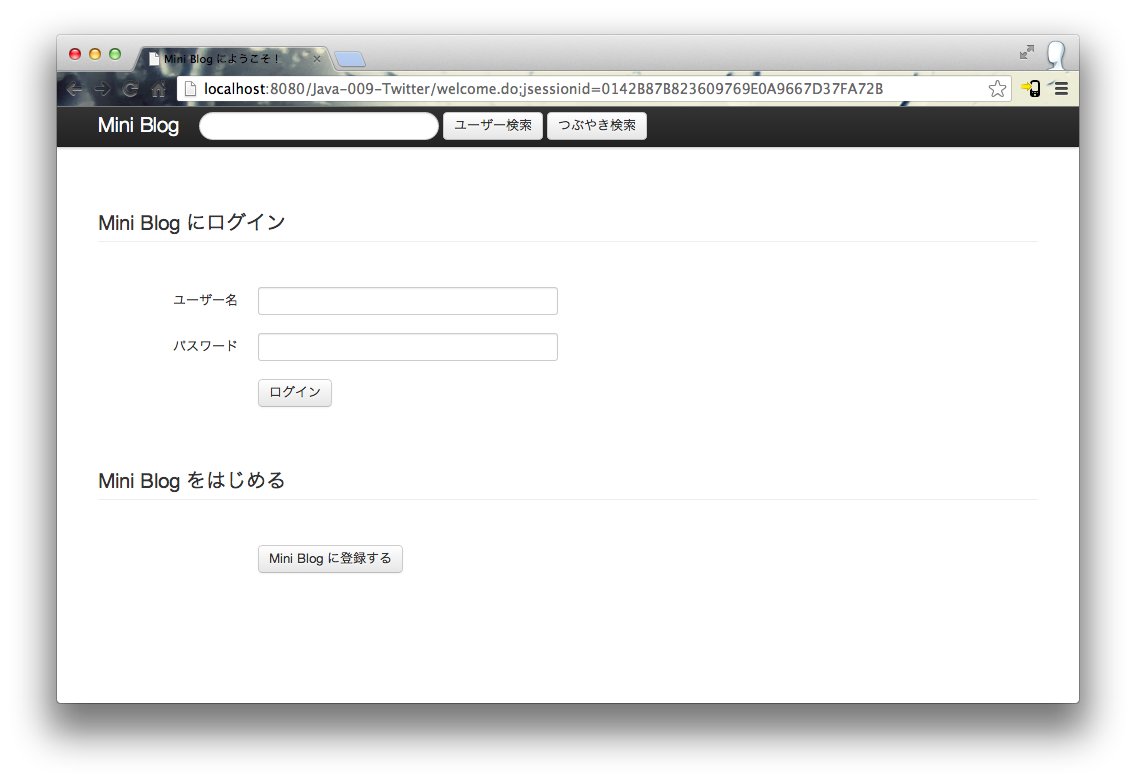 Mini Blog にようこそ！
localhost:8080/Java-009-Twitter/welcome.do;jsessionid=0142B87B823609769E0A9667D37FA72B
Mini Blog ユーザー検索 つぶやき検索
Mini Blog にログイン
ユーザー名
パスワード
ログイン
Mini Blog をはじめる
Mini Blog に登録する